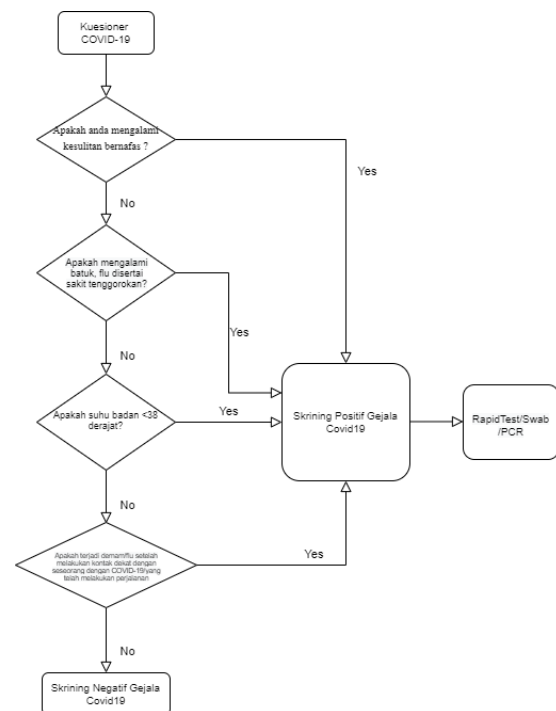 Kuesioner
COVID-19
Apakah anda mengalami
kesulitan bernafas ?
Yes
No
Apakah mengalami
batuk, flu disertai
sakit tenggorokan?
Yes
No
Apakah suhu badan <38
derajat?
Yes
Skrining Positif Gejala
Covid19
RapidTest/Swab
/PCR
No
Apakah terjadi demam/flu setelah
melakukan kontak dekat dengan
seseorang dengan COVID-19/yang
telah melakukan perjalanan
Yes
No
Skrining Negatif Gejala
Covid19